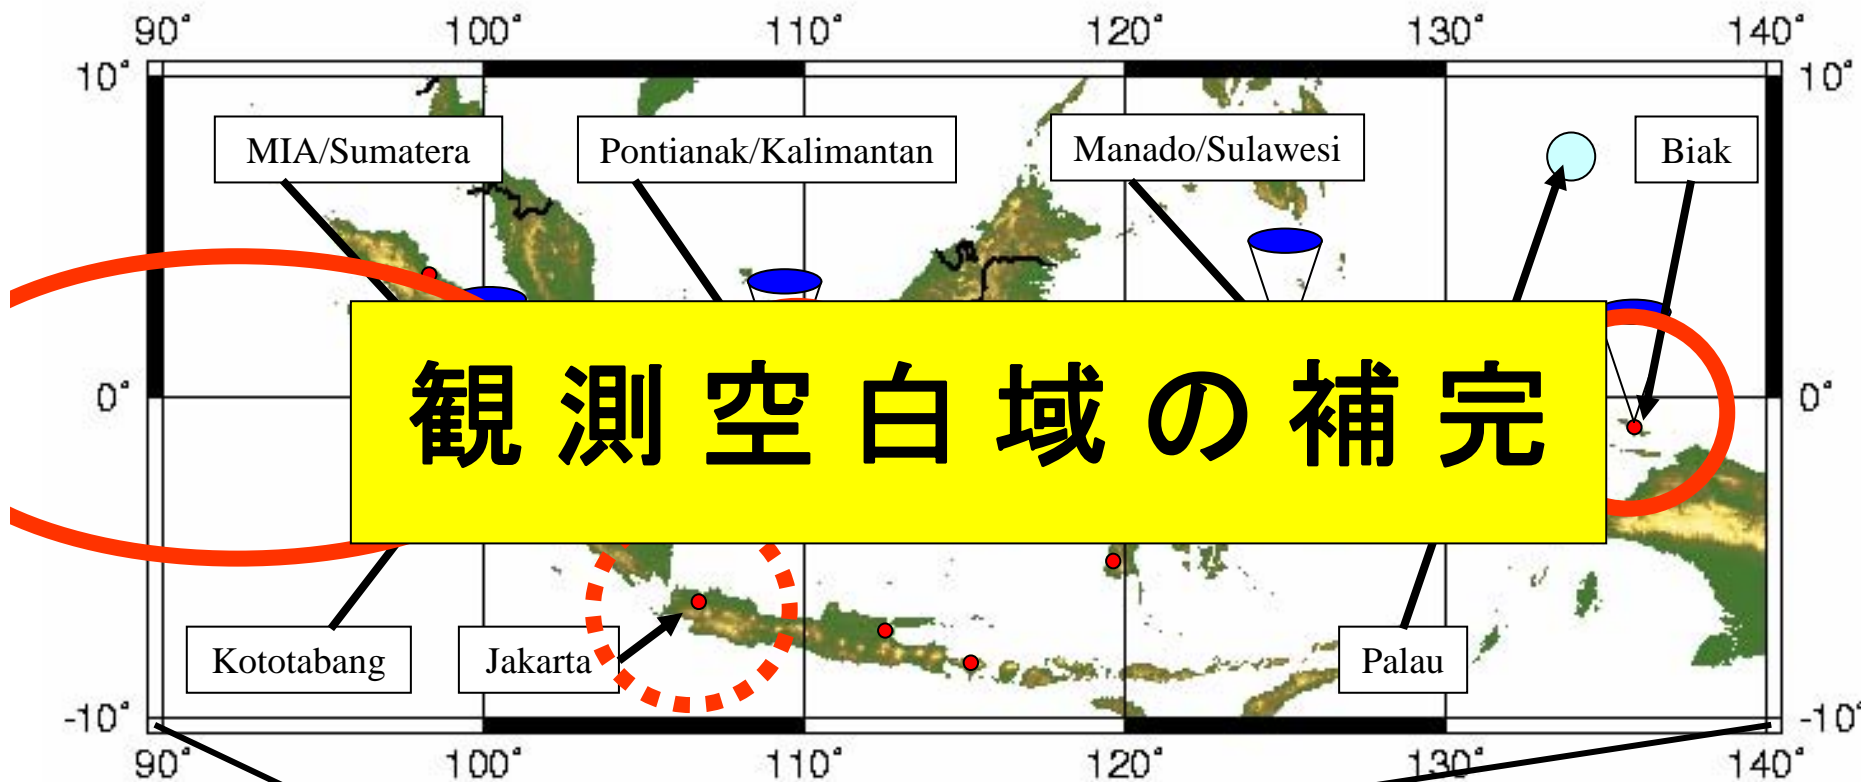 90° 100° 110° 120° 130° 140°
10° 10°
MIA/Sumatera Pontianak/Kalimantan Manado/Sulawesi Biak
観測空白域の補完
0° 0°
Kototabang Jakarta Palau
-10° -10°
90° 100° 110° 120° 130° 140°